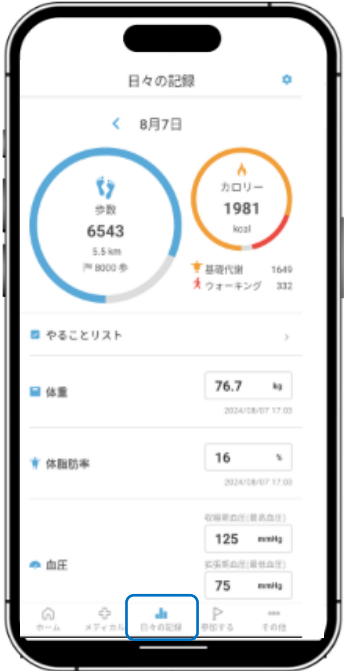 日々の記録
8月7日
歩数
6543
5.5 km
8000 歩
カロリー
1981
kcal
基礎代謝 1649
ウォーキング 332
やることリスト
体重
76.7 kg
2024/08/07 17:03
体脂肪率
16 %
2024/08/07 17:03
収縮期血圧(最高血圧)
125 mmHg
血圧
拡張期血圧(最低血圧)
75 mmHg
ホーム メディカル 日々の記録 参加する その他